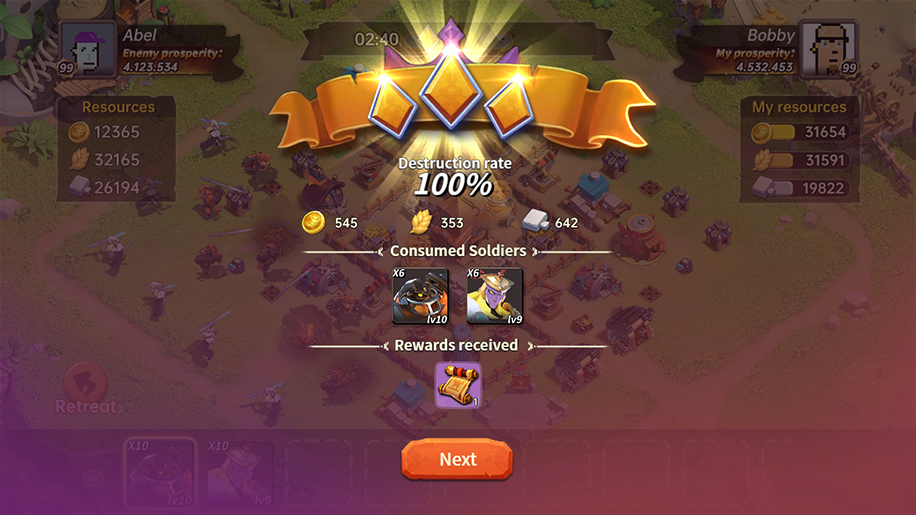 Abel
Enemy prosperity:
4.123.534
99
02:40
Bobby
My prosperity:
4.532.453
99
Resources
12365
32165
26194
My resources
31654
31591
19822
Destruction rate
100%
545
353
642
Consumed Soldiers
X6
lv10
X6
lv9
Rewards received
1
Retreat
X10
lv10
X10
lv9
Next